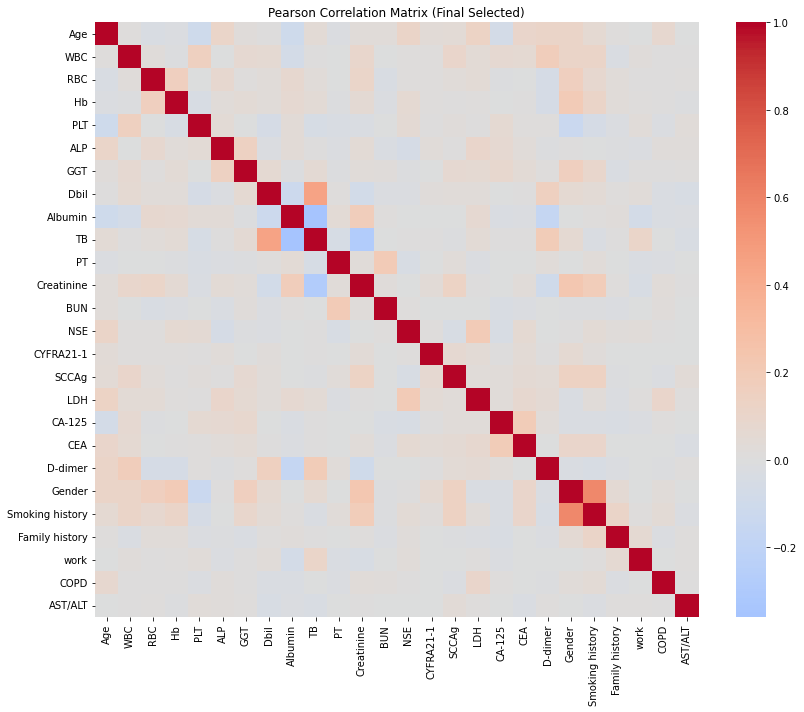 Pearson Correlation Matrix (Final Selected)
Age
WBC
RBC
Hb
PLT
ALP
GGT
Dbil
Albumin
TB
PT
Creatinine
BUN
NSE
CYFRA21-1
SCCAg
LDH
CA-125
CEA
D-dimer
Gender
Smoking history
Family history
work
COPD
AST/ALT
Age
WBC
RBC
Hb
PLT
ALP
GGT
Dbil
Albumin
TB
PT
Creatinine
BUN
NSE
CYFRA21-1
SCCAg
LDH
CA-125
CEA
D-dimer
Gender
Smoking history
Family history
work
COPD
AST/ALT
1.0
0.8
0.6
0.4
0.2
0.0
−0.2